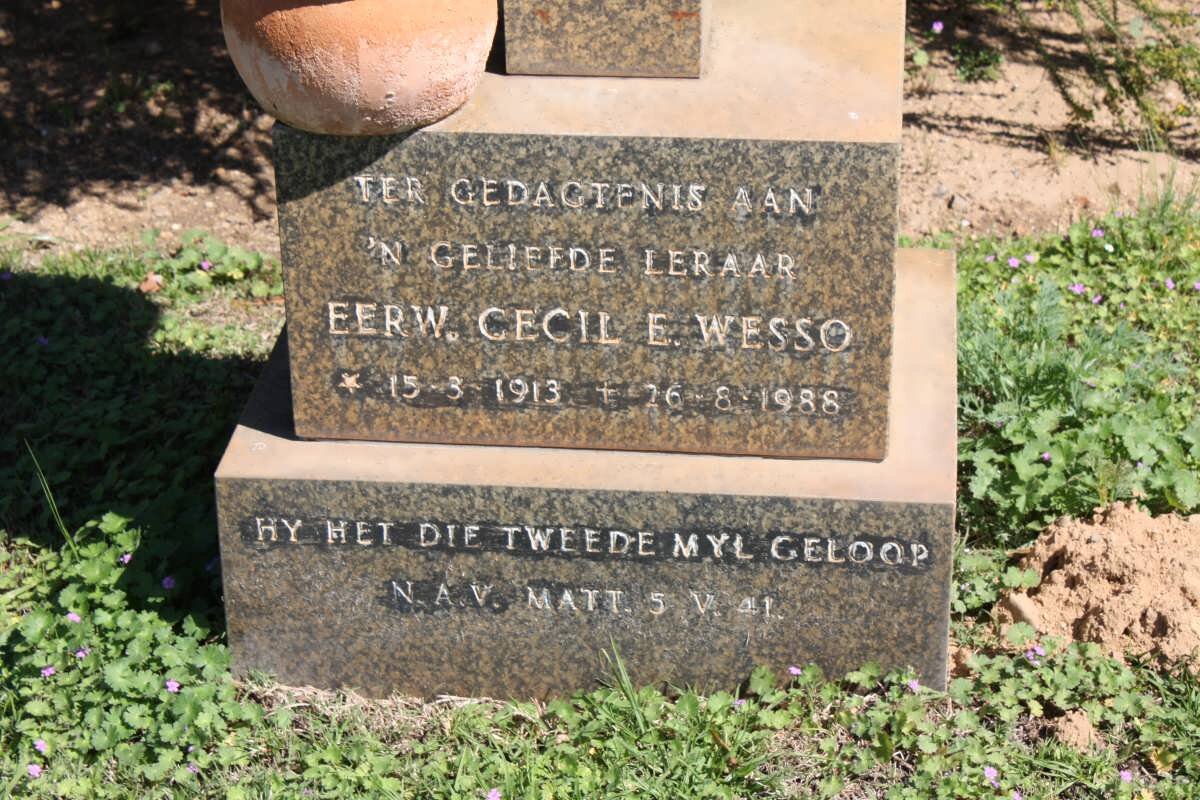 TER GEDAGTENIS AAN
'N GELIEFDE LERAAR
EERW. CECIL E. WESSO
* 15-3-1913 + 26-8-1988
HY HET DIE TWEEDE MYL GELOOP
N.A.V. MATT. 5 V. 41.